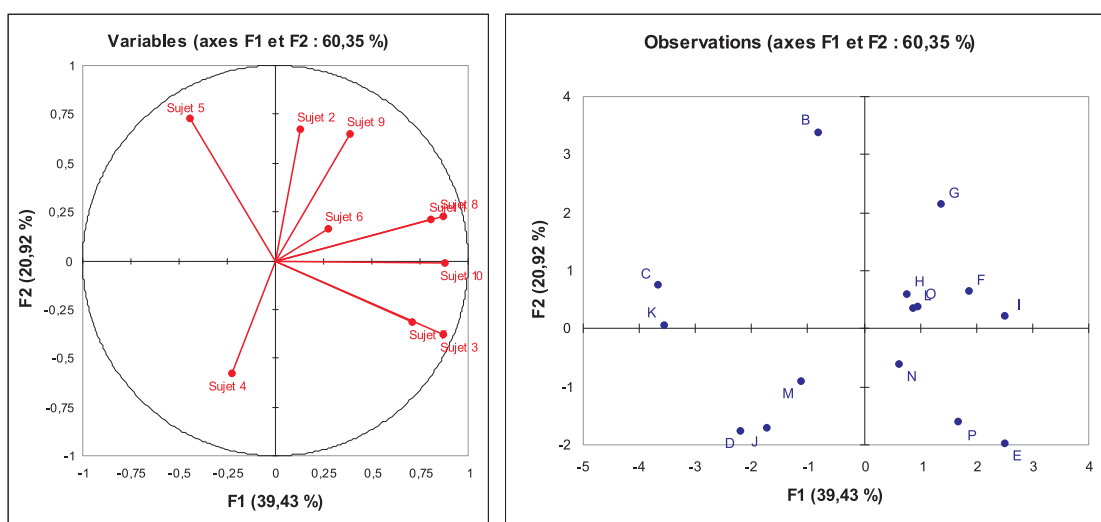 Variables (axes F1 et F2 : 60,35 %)
1
0,75
0,5
0,25
0
-0,25
-0,5
-0,75
-1
F2 (20,92 %)
Sujet 5
Sujet 2
Sujet 9
Sujet 6
Sujet 8
Sujet
Sujet 10
Sujet
Sujet 3
Sujet 4
-1
-0,75
-0,5
-0,25
0
0,25
0,5
0,75
1
F1 (39,43 %)
Observations (axes F1 et F2 : 60,35 %)
4
3
2
1
0
-1
-2
F2 (20,92 %)
B
G
C
H
F
O
L
K
I
N
M
D
J
P
E
-5
-4
-3
-2
-1
0
1
2
3
4
F1 (39,43 %)